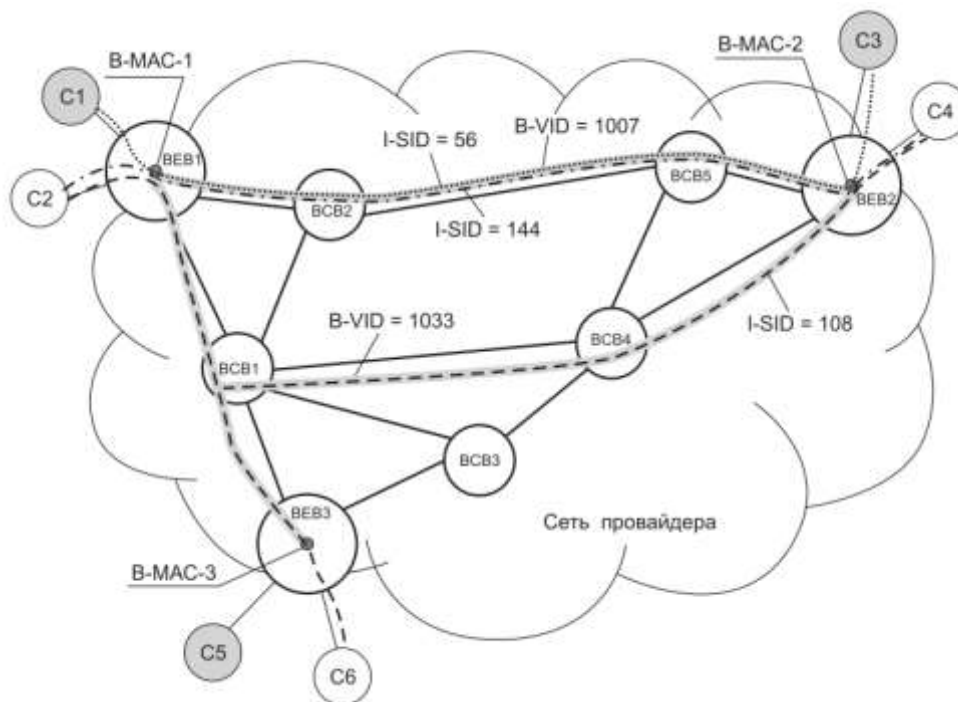 B-MAC-1
B-MAC-2
C3
C1
C4
B-VID = 1007
I-SID = 56
BEB1
BCB5
C2
BCB2
BEB2
I-SID = 144
B-VID = 1033
I-SID = 108
BCB4
BCB1
BCB3
BEB3
Сеть провайдера
B-MAC-3
C5
C6